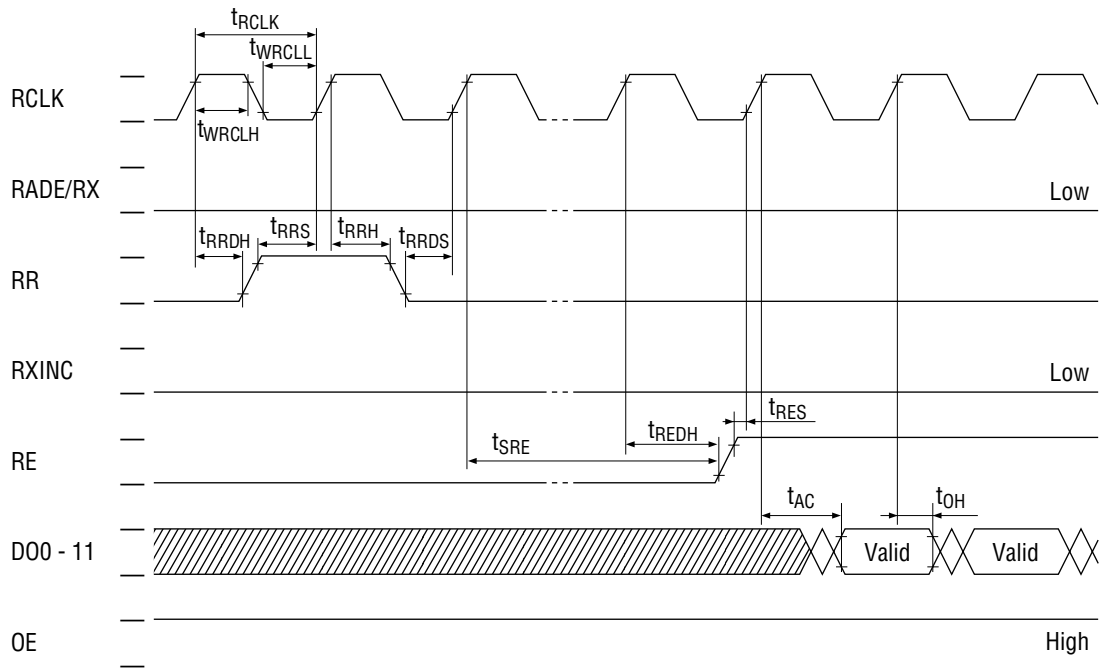 tRCLK
tWRCLL
RCLK
tWRCLH
RADE/RX
Low
tRRDH
tRRS
tRRH
tRRDS
RR
RXINC
Low
tRES
tREDH
tSRE
RE
tAC
tOH
DO0 - 11
Valid
Valid
OE
High